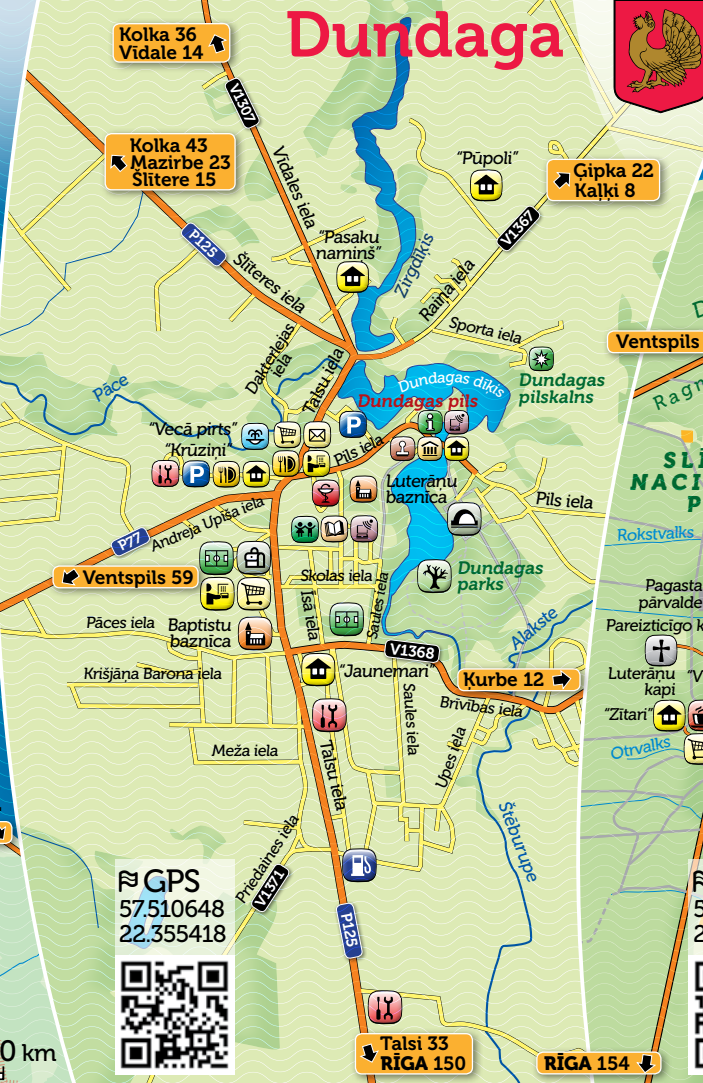 Dundaga
Kolka 36
Vīdale 14
V1307
Kolka 43
Mazirbe 23
Šlītere 15
Vīdales iela
"Pūpoli"
Ģipka 22
Kaļķi 8
V1367
P125
Šlīteres iela
"Pasaku
namiņš"
Zirgdīķis
Raiņa iela
Sporta iela
Ventspils
Dakterlejas
iela
Talsu iela
Pāce
Dundagas dīķis
Dundagas
pilskalns
Dundagas pils
"Vecā pirts"
"Krūziņi"
P
P
Pils iela
Luterāņu
baznīca
Pils iela
Andreja Upīša iela
P77
Ventspils 59
Rokstvalks
Skolas iela
Īsā iela
Saules iela
Dundagas
parks
Pagasta
pārvalde
Pāces iela
Baptistu
baznīca
Alakste
Pareizticīgo k
V1368
Krišjāņa Barona iela
"Jaunemari"
Ķurbe 12
Luterāņu
kapi
"Zītari"
Brīvības iela
Saules iela
Meža iela
Talsu iela
Upes iela
Otrvalks
Štēburupe
Priedaines iela
V1371
GPS
57.510648
22.355418
P125
0 km
Talsi 33
RĪGA 150
RĪGA 154